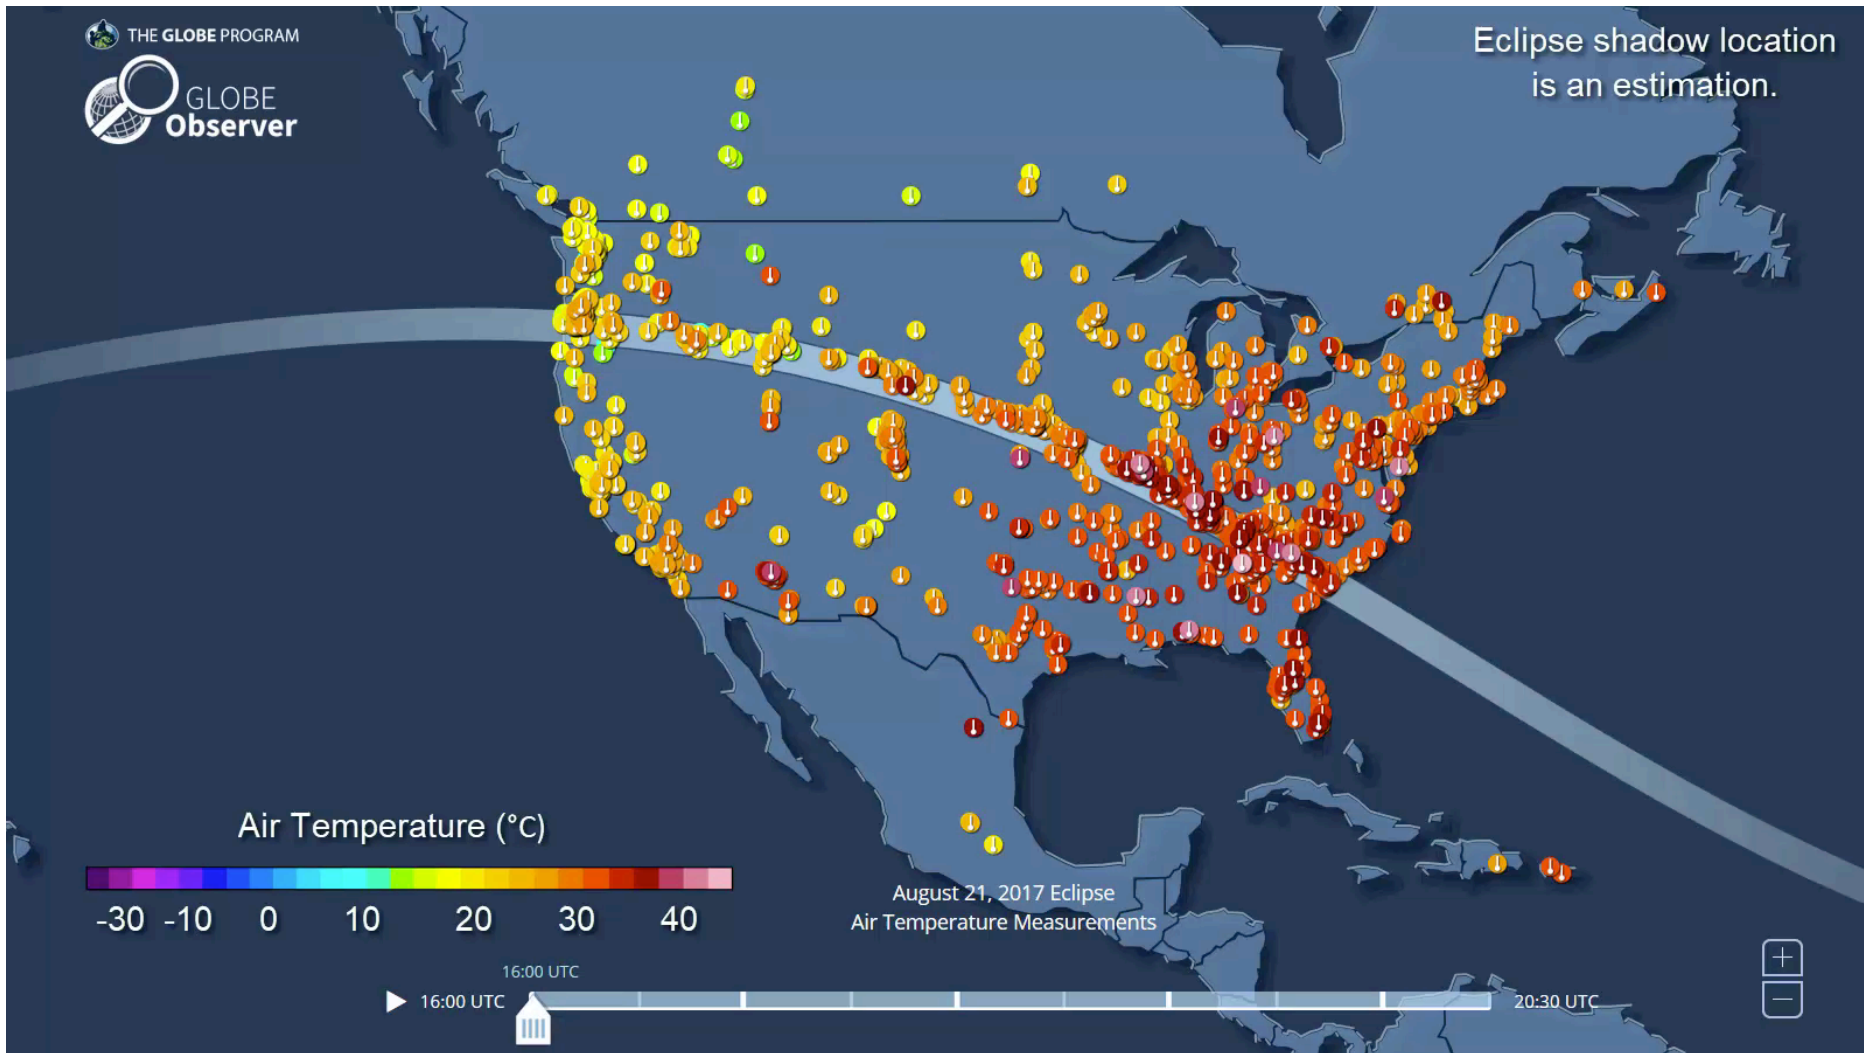 THE GLOBE PROGRAM
GLOBE
Observer
Eclipse shadow location
is an estimation.
Air Temperature (°C)
-30 -10 0 10 20 30 40
August 21, 2017 Eclipse
Air Temperature Measurements
16:00 UTC
16:00 UTC
20:30 UTC
+
−